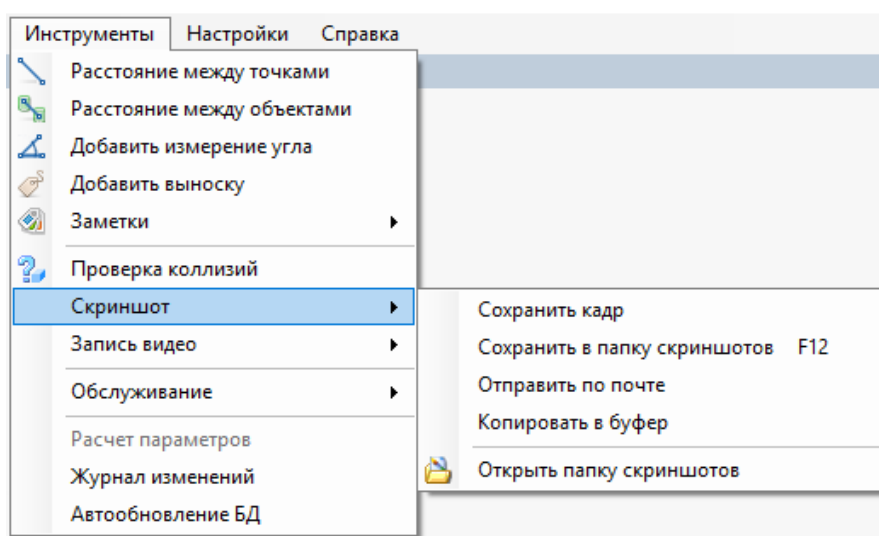 Инструменты Настройки Справка
Расстояние между точками
Расстояние между объектами
Добавить измерение угла
Добавить выноску
Заметки
Проверка коллизий
Скриншот
Запись видео
Обслуживание
Расчет параметров
Журнал изменений
Автообновление БД
Сохранить кадр
Сохранить в папку скриншотов F12
Отправить по почте
Копировать в буфер
Открыть папку скриншотов